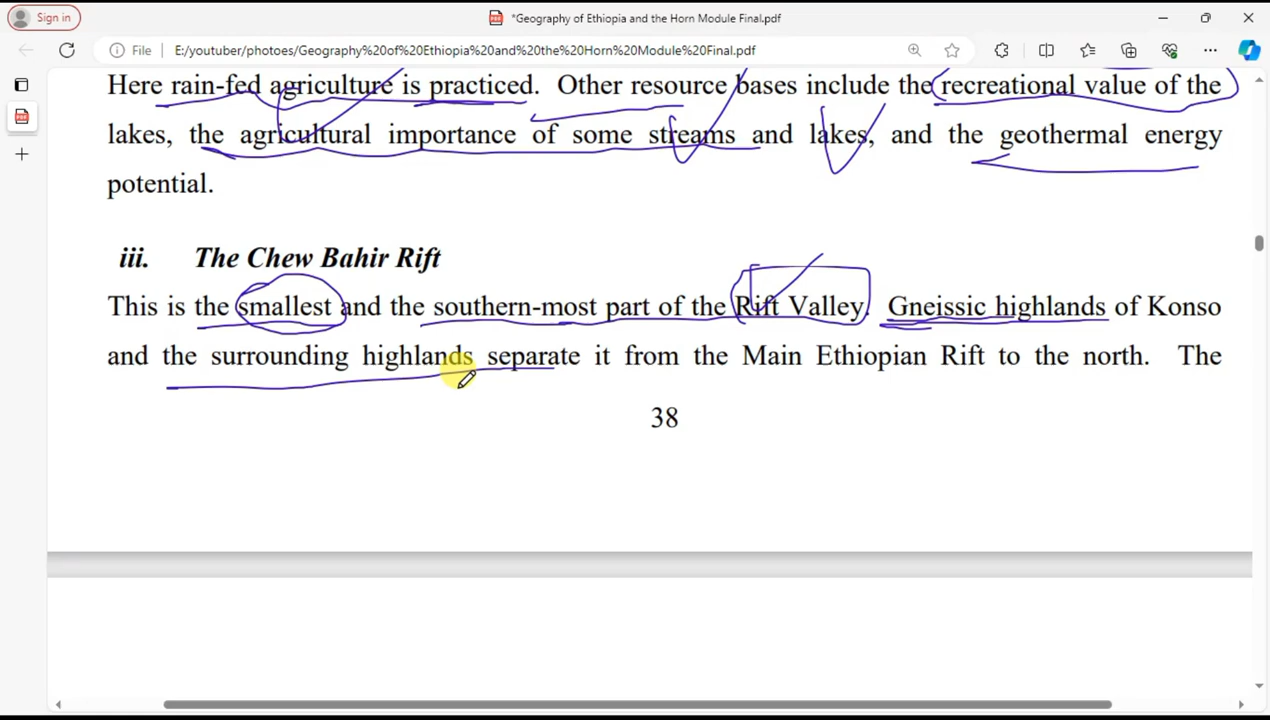 Sign in
*Geography of Ethiopia and the Horn Module Final.pdf
File E:/youtuber/photoes/Geography%20of%20Ethiopia%20and%20the%20Horn%20Module%20Final.pdf
Here rain-fed agriculture is practiced. Other resource bases include the recreational value of the
lakes, the agricultural importance of some streams and lakes, and the geothermal energy
potential.
iii. The Chew Bahir Rift
This is the smallest and the southern-most part of the Rift Valley. Gneissic highlands of Konso
and the surrounding highlands separate it from the Main Ethiopian Rift to the north. The
38